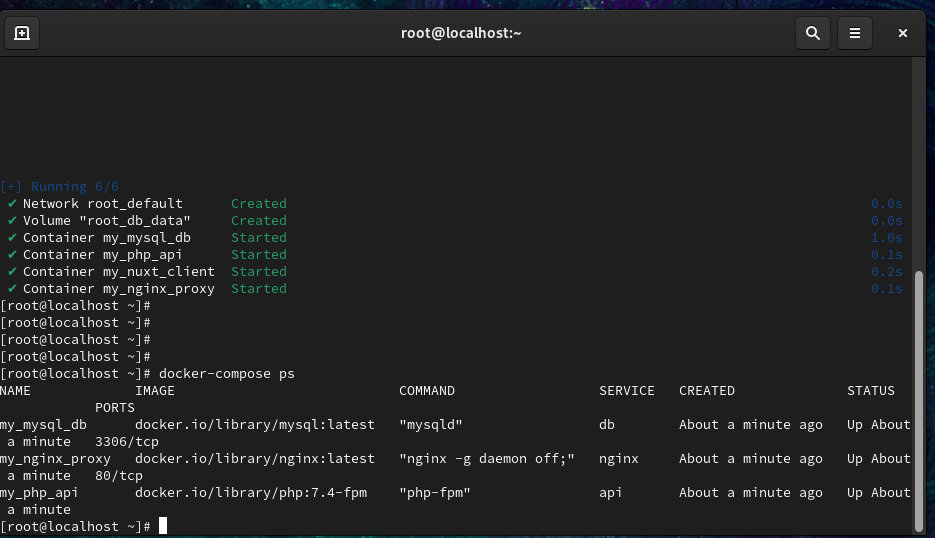 root@localhost:~
[+] Running 6/6
✔ Network root_default Created 0.0s
✔ Volume "root_db_data" Created 0.0s
✔ Container my_mysql_db Started 1.0s
✔ Container my_php_api Started 0.1s
✔ Container my_nuxt_client Started 0.2s
✔ Container my_nginx_proxy Started 0.1s
[root@localhost ~]#
[root@localhost ~]#
[root@localhost ~]#
[root@localhost ~]#
[root@localhost ~]# docker-compose ps
NAME IMAGE COMMAND SERVICE CREATED STATUS
PORTS
my_mysql_db docker.io/library/mysql:latest "mysqld" db About a minute ago Up About
a minute 3306/tcp
my_nginx_proxy docker.io/library/nginx:latest "nginx -g daemon off;" nginx About a minute ago Up About
a minute 80/tcp
my_php_api docker.io/library/php:7.4-fpm "php-fpm" api About a minute ago Up About
a minute
[root@localhost ~]#